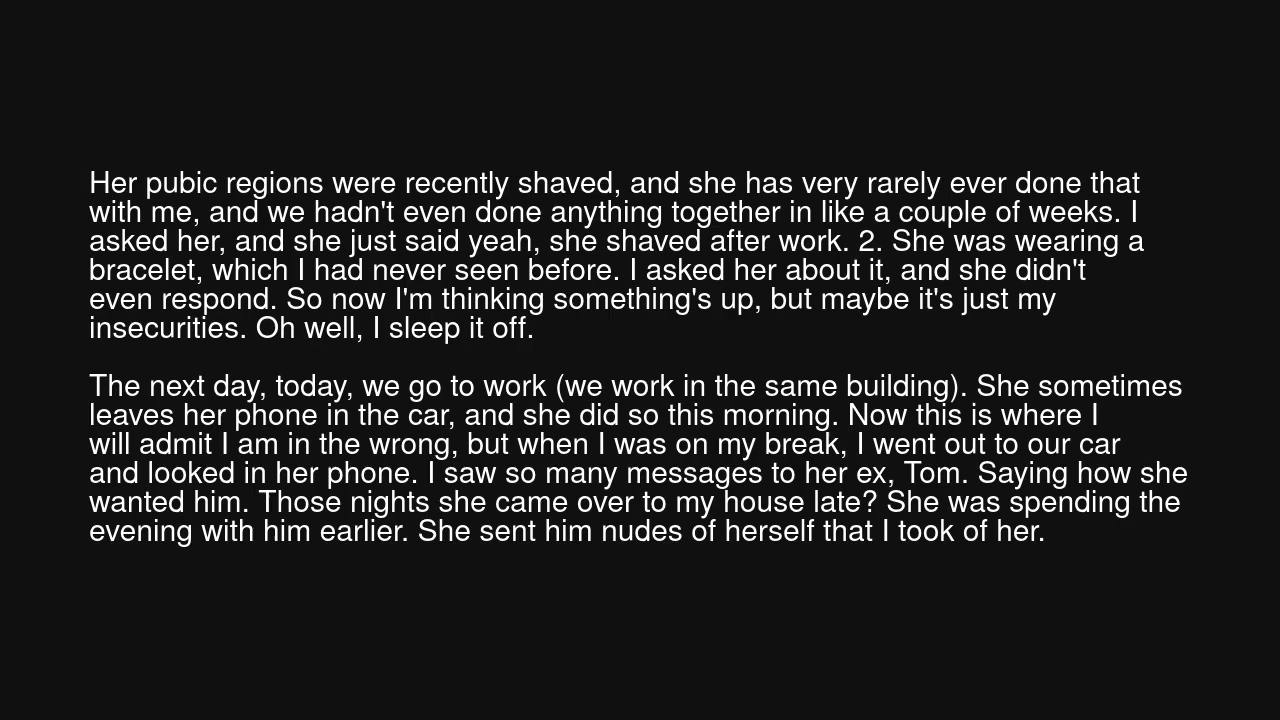 Her pubic regions were recently shaved, and she has very rarely ever done that
with me, and we hadn't even done anything together in like a couple of weeks. I
asked her, and she just said yeah, she shaved after work. 2. She was wearing a
bracelet, which I had never seen before. I asked her about it, and she didn't
even respond. So now I'm thinking something's up, but maybe it's just my
insecurities. Oh well, I sleep it off.

The next day, today, we go to work (we work in the same building). She sometimes
leaves her phone in the car, and she did so this morning. Now this is where I
will admit I am in the wrong, but when I was on my break, I went out to our car
and looked in her phone. I saw so many messages to her ex, Tom. Saying how she
wanted him. Those nights she came over to my house late? She was spending the
evening with him earlier. She sent him nudes of herself that I took of her.